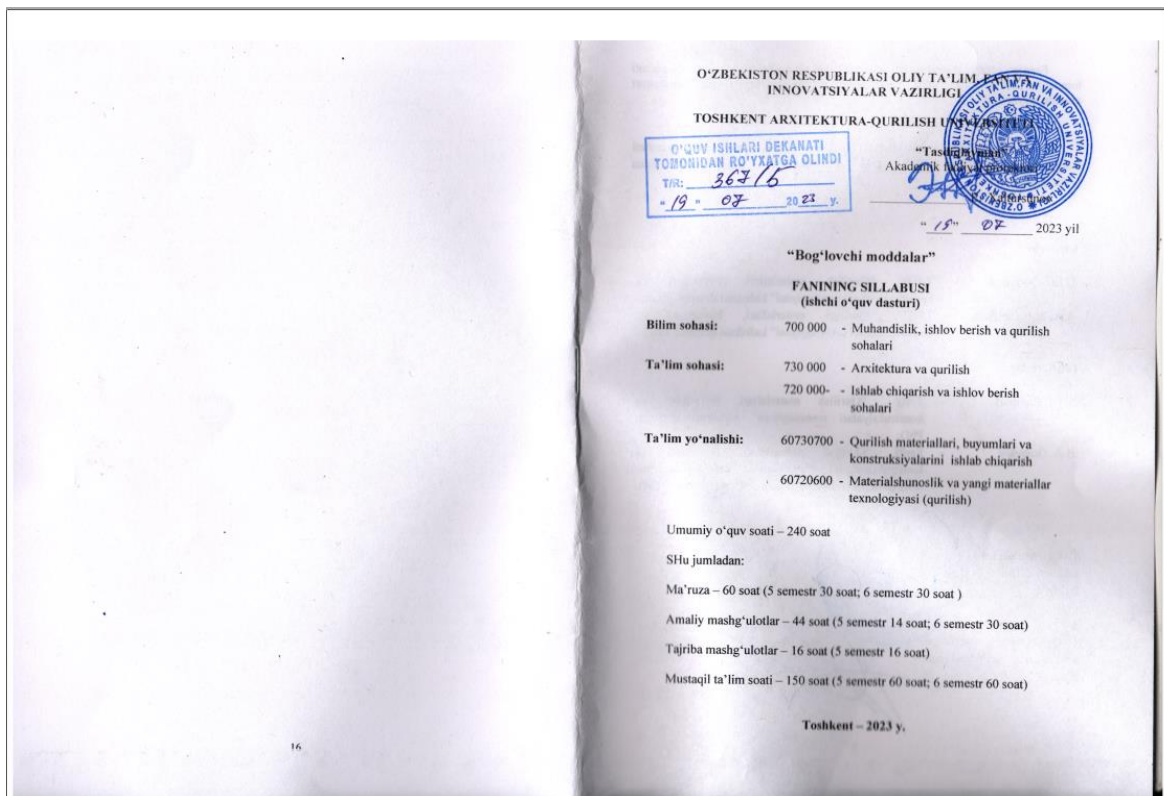 16
O‘ZBEKISTON RESPUBLIKASI OLIY TA’LIM, FAN VA
INNOVATSIYALAR VAZIRLIGI
TOSHKENT ARXITEKTURA-QURILISH UNIVERSITETI
O‘QUV ISHLARI DEKANATI
TOMONIDAN RO‘YXATGA OLINDI
T/R: 367/5
“19” 07 2023 y.
“Tasdiqlayman”
Akademik
“15” 07 2023 yil
“Bog‘lovchi moddalar”
FANINING SILLABUSI
(ishchi o‘quv dasturi)
Bilim sohasi: 700 000 - Muhandislik, ishlov berish va qurilish
sohalari
Ta’lim sohasi: 730 000 - Arxitektura va qurilish
720 000- - Ishlab chiqarish va ishlov berish
sohalari
Ta’lim yo‘nalishi: 60730700 - Qurilish materiallari, buyumlari va
konstruksiyalarini ishlab chiqarish
60720600 - Materialshunoslik va yangi materiallar
texnologiyasi (qurilish)
Umumiy o‘quv soati – 240 soat
SHu jumladan:
Ma’ruza – 60 soat (5 semestr 30 soat; 6 semestr 30 soat )
Amaliy mashg‘ulotlar – 44 soat (5 semestr 14 soat; 6 semestr 30 soat)
Tajriba mashg‘ulotlar – 16 soat (5 semestr 16 soat)
Mustaqil ta’lim soati – 150 soat (5 semestr 60 soat; 6 semestr 60 soat)
Toshkent – 2023 y.